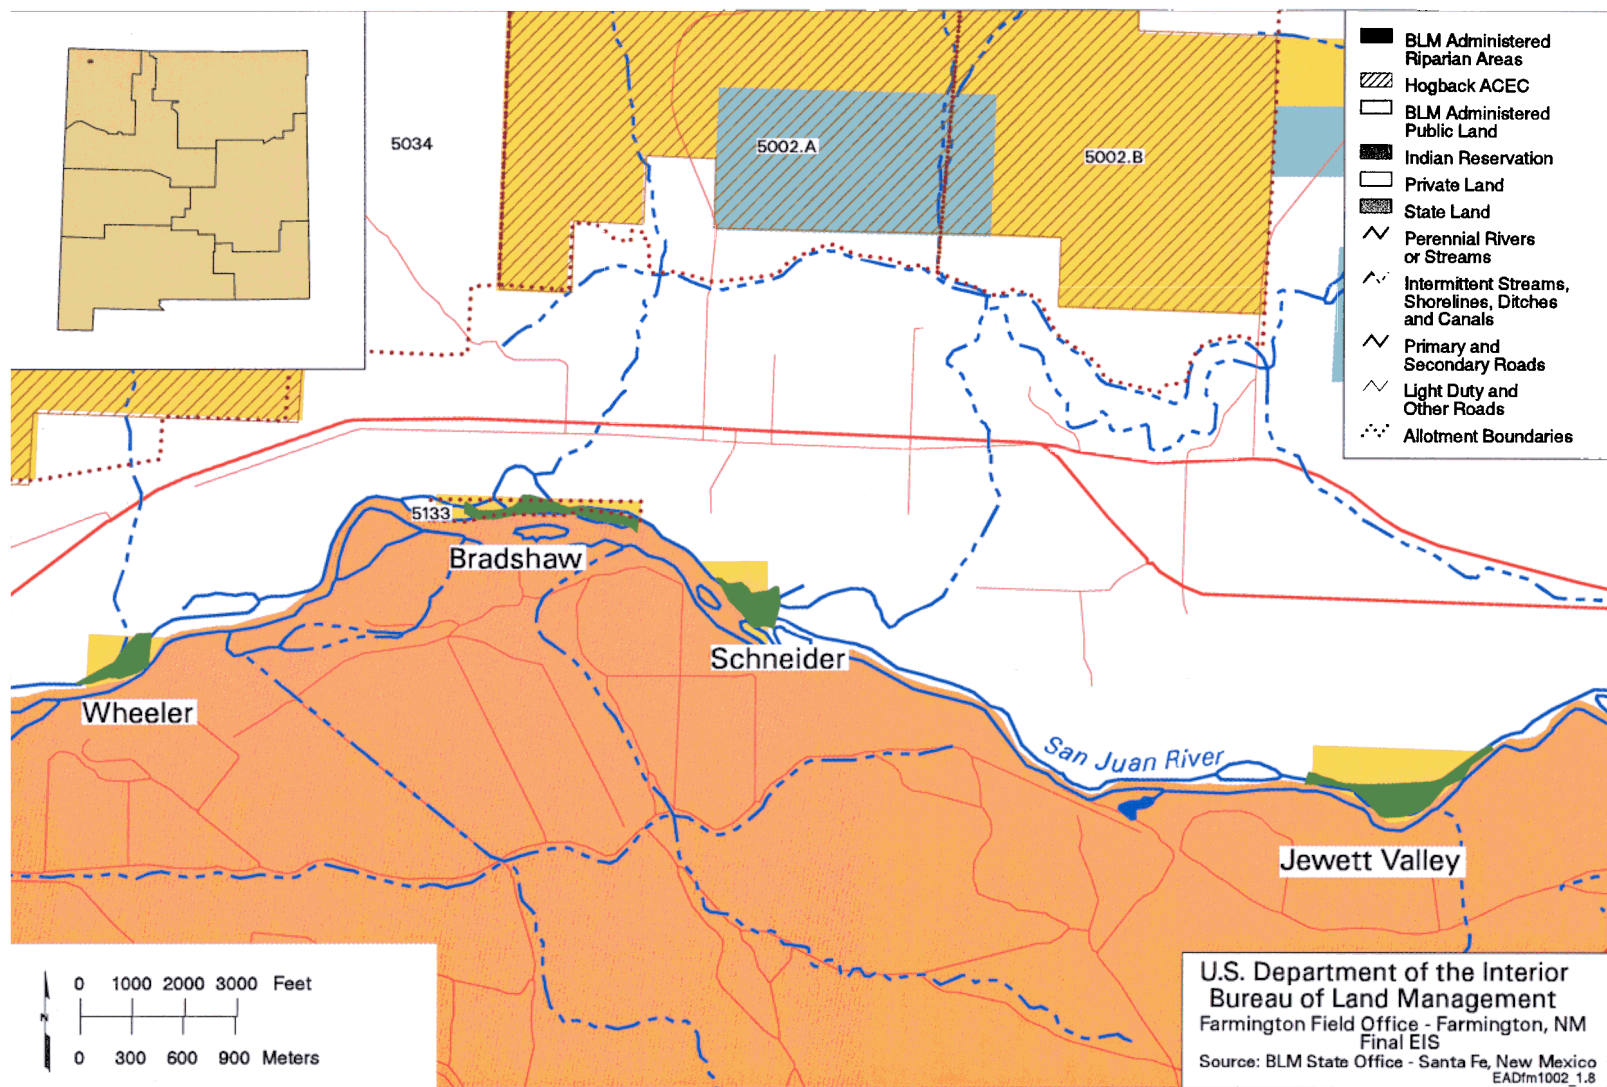 BLM Administered
Riparian Areas
Hogback ACEC
BLM Administered
Public Land
Indian Reservation
Private Land
State Land
Perennial Rivers
or Streams
Intermittent Streams,
Shorelines, Ditches
and Canals
Primary and
Secondary Roads
Light Duty and
Other Roads
Allotment Boundaries
5034
5002.A
5002.B
5133
Bradshaw
Schneider
Wheeler
San Juan River
Jewett Valley
N
0 1000 2000 3000 Feet
0 300 600 900 Meters
U.S. Department of the Interior
Bureau of Land Management
Farmington Field Office - Farmington, NM
Final EIS
Source: BLM State Office - Santa Fe, New Mexico
EADfm1002_1.8